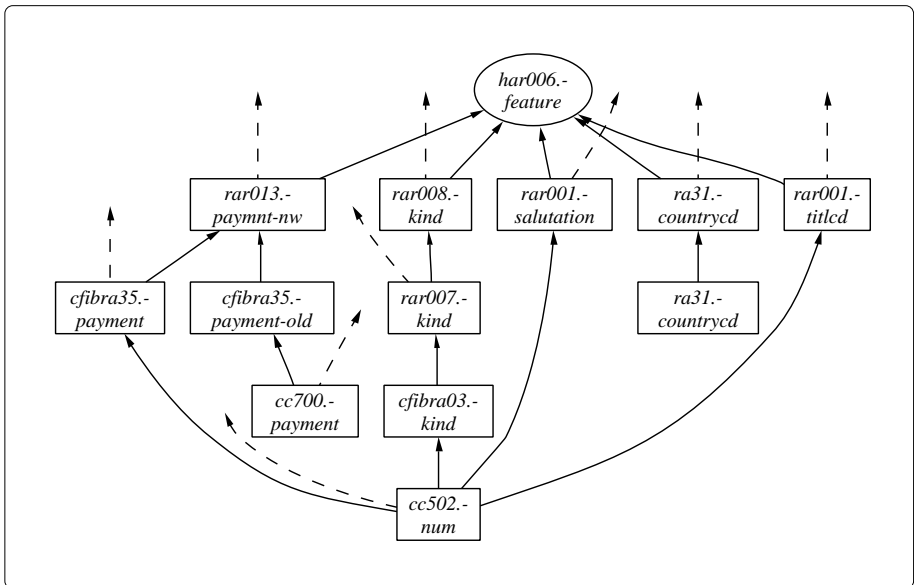 har006.-
feature
rar013.-
paymnt-nw
rar008.-
kind
rar001.-
salutation
ra31.-
countrycd
rar001.-
titlcd
cfibra35.-
payment
cfibra35.-
payment-old
rar007.-
kind
ra31.-
countrycd
cc700.-
payment
cfibra03.-
kind
cc502.-
num